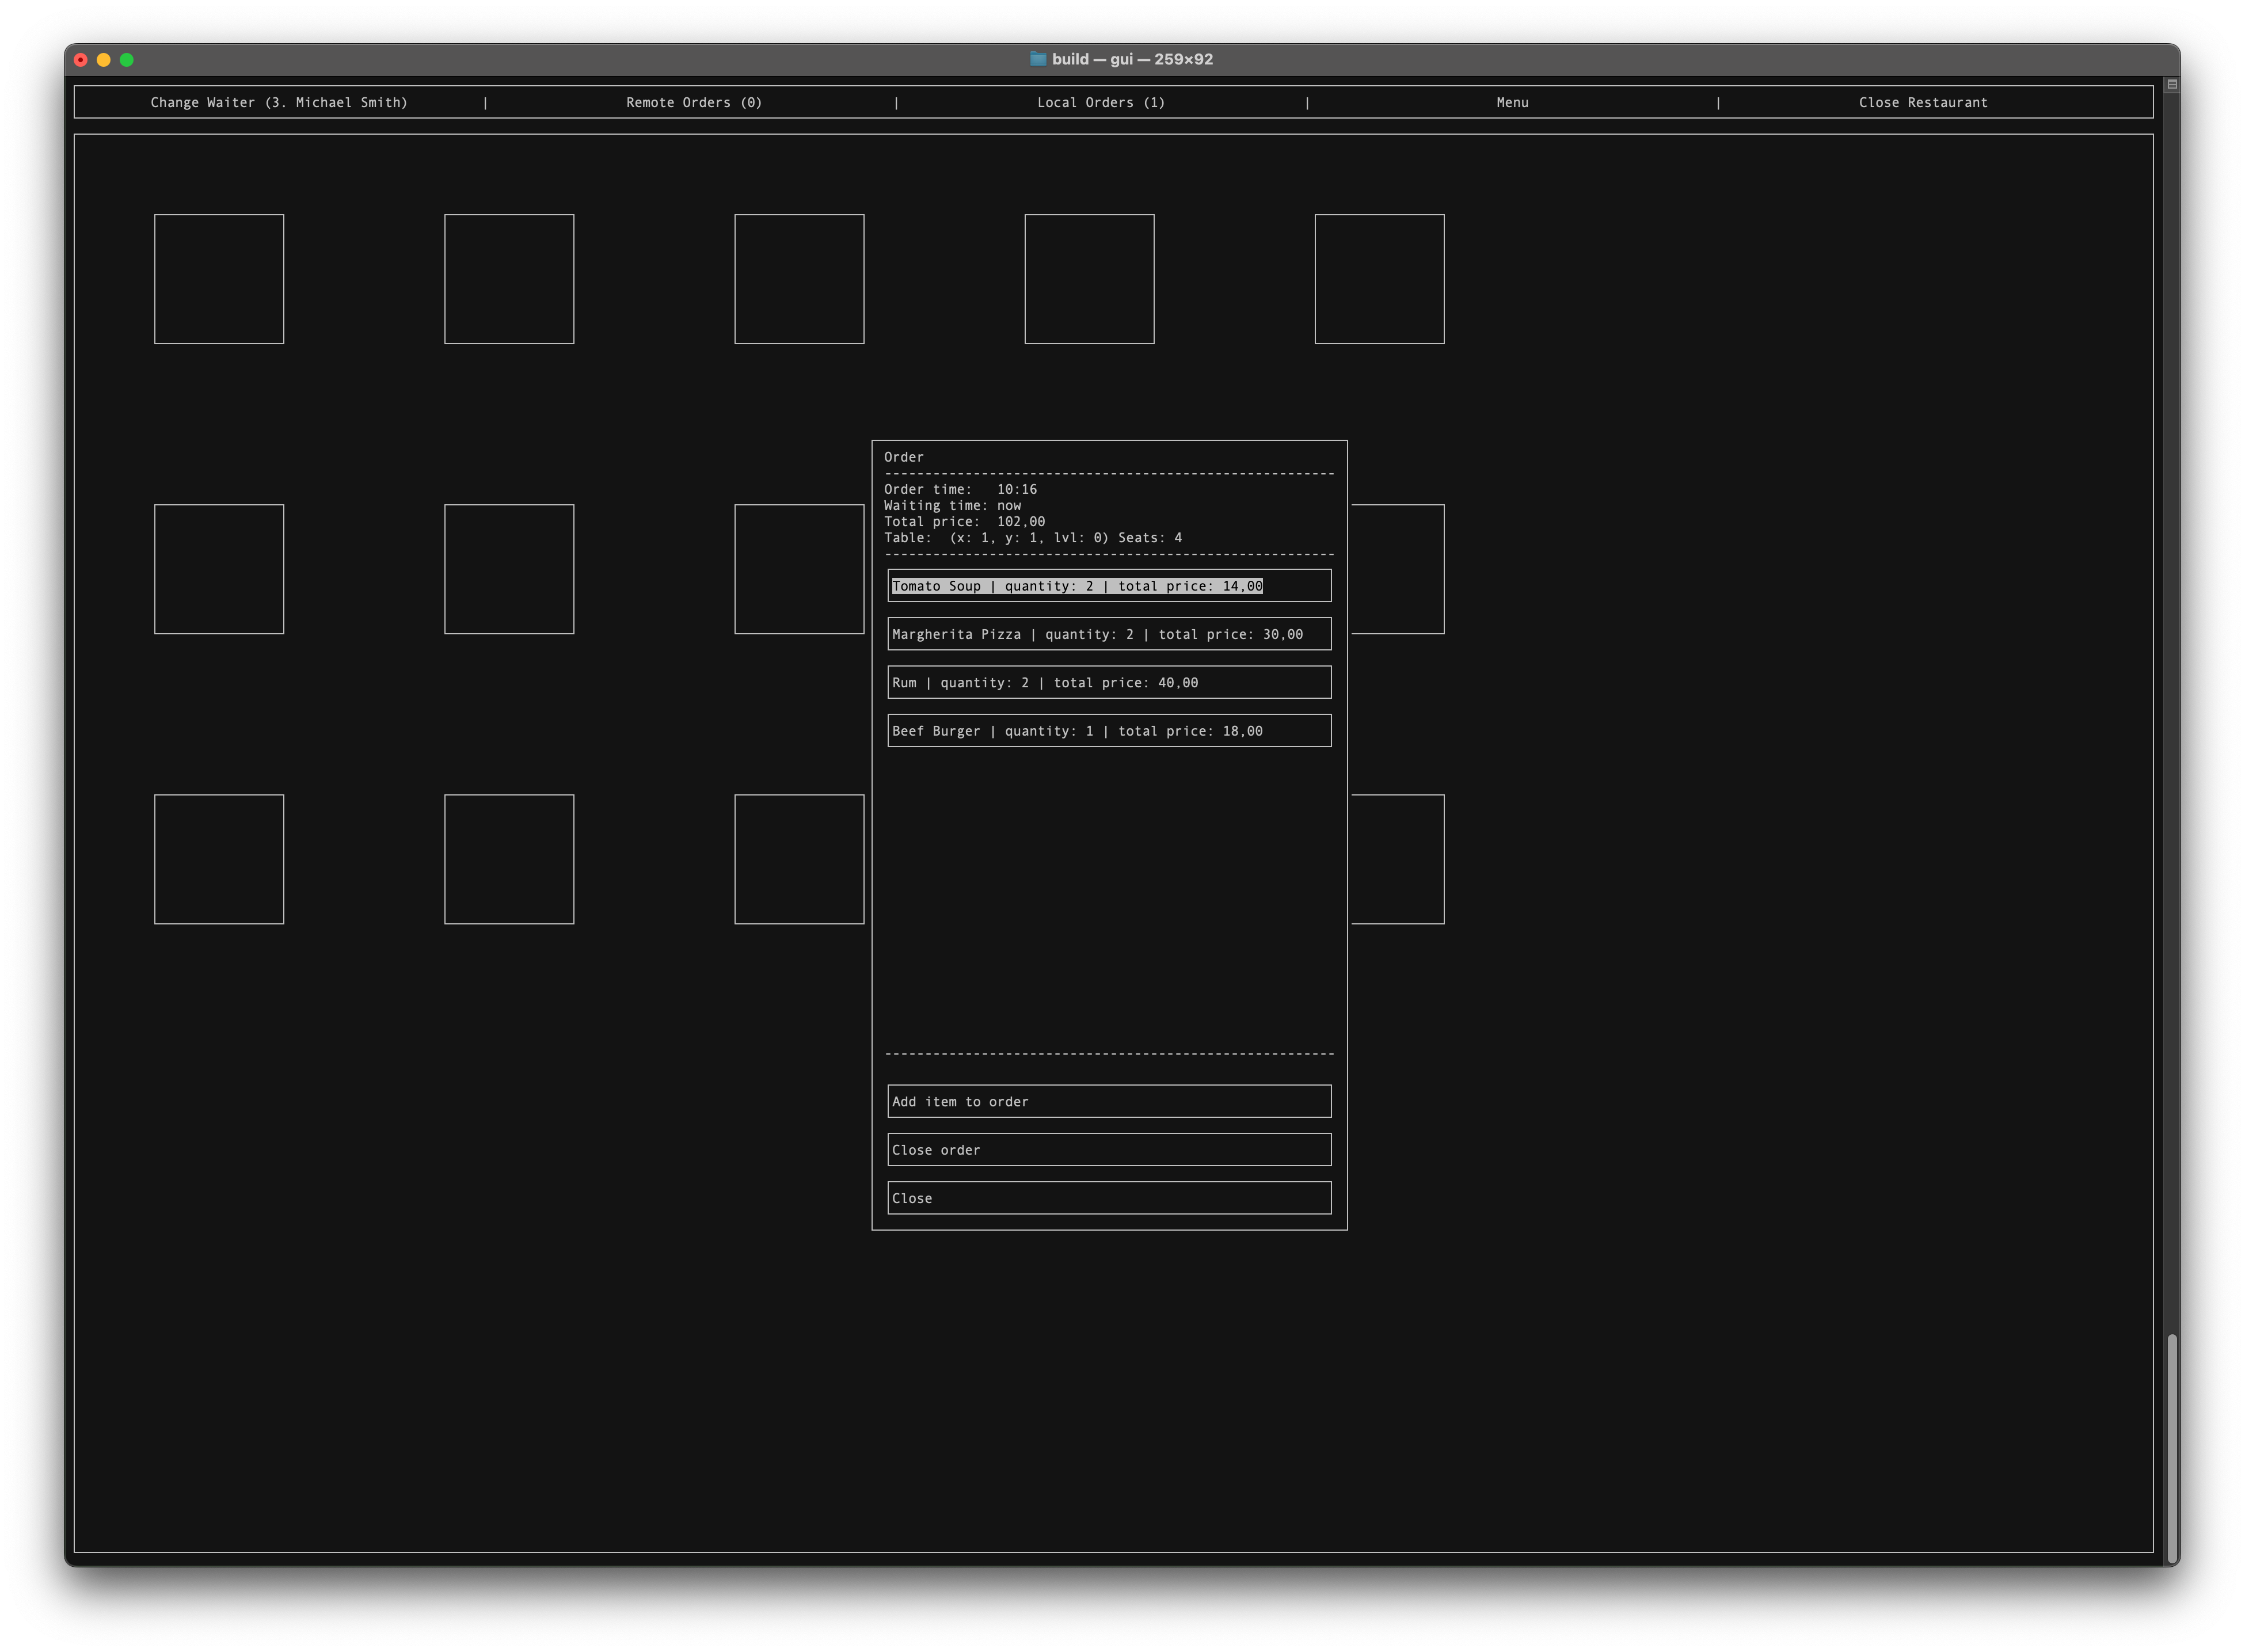 build — gui — 259×92
Change Waiter (3. Michael Smith) | Remote Orders (0) | Local Orders (1) | Menu | Close Restaurant
Order
--------------------------------------------------------
Order time:   10:16
Waiting time: now
Total price:  102,00
Table:  (x: 1, y: 1, lvl: 0) Seats: 4
--------------------------------------------------------
Tomato Soup | quantity: 2 | total price: 14,00
Margherita Pizza | quantity: 2 | total price: 30,00
Rum | quantity: 2 | total price: 40,00
Beef Burger | quantity: 1 | total price: 18,00
--------------------------------------------------------
Add item to order
Close order
Close